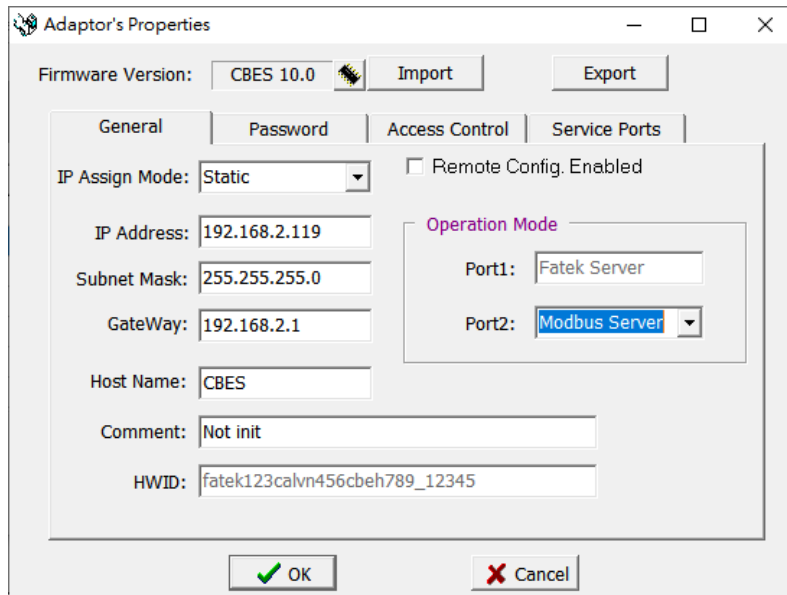 Adaptor's Properties
Firmware Version: CBES 10.0 Import Export
General Password Access Control Service Ports
IP Assign Mode: Static
Remote Config. Enabled
IP Address: 192.168.2.119
Subnet Mask: 255.255.255.0
GateWay: 192.168.2.1
Operation Mode
Port1: Fatek Server
Port2: Modbus Server
Host Name: CBES
Comment: Not init
HWID: fatek123calvn456cbeh789_12345
OK Cancel